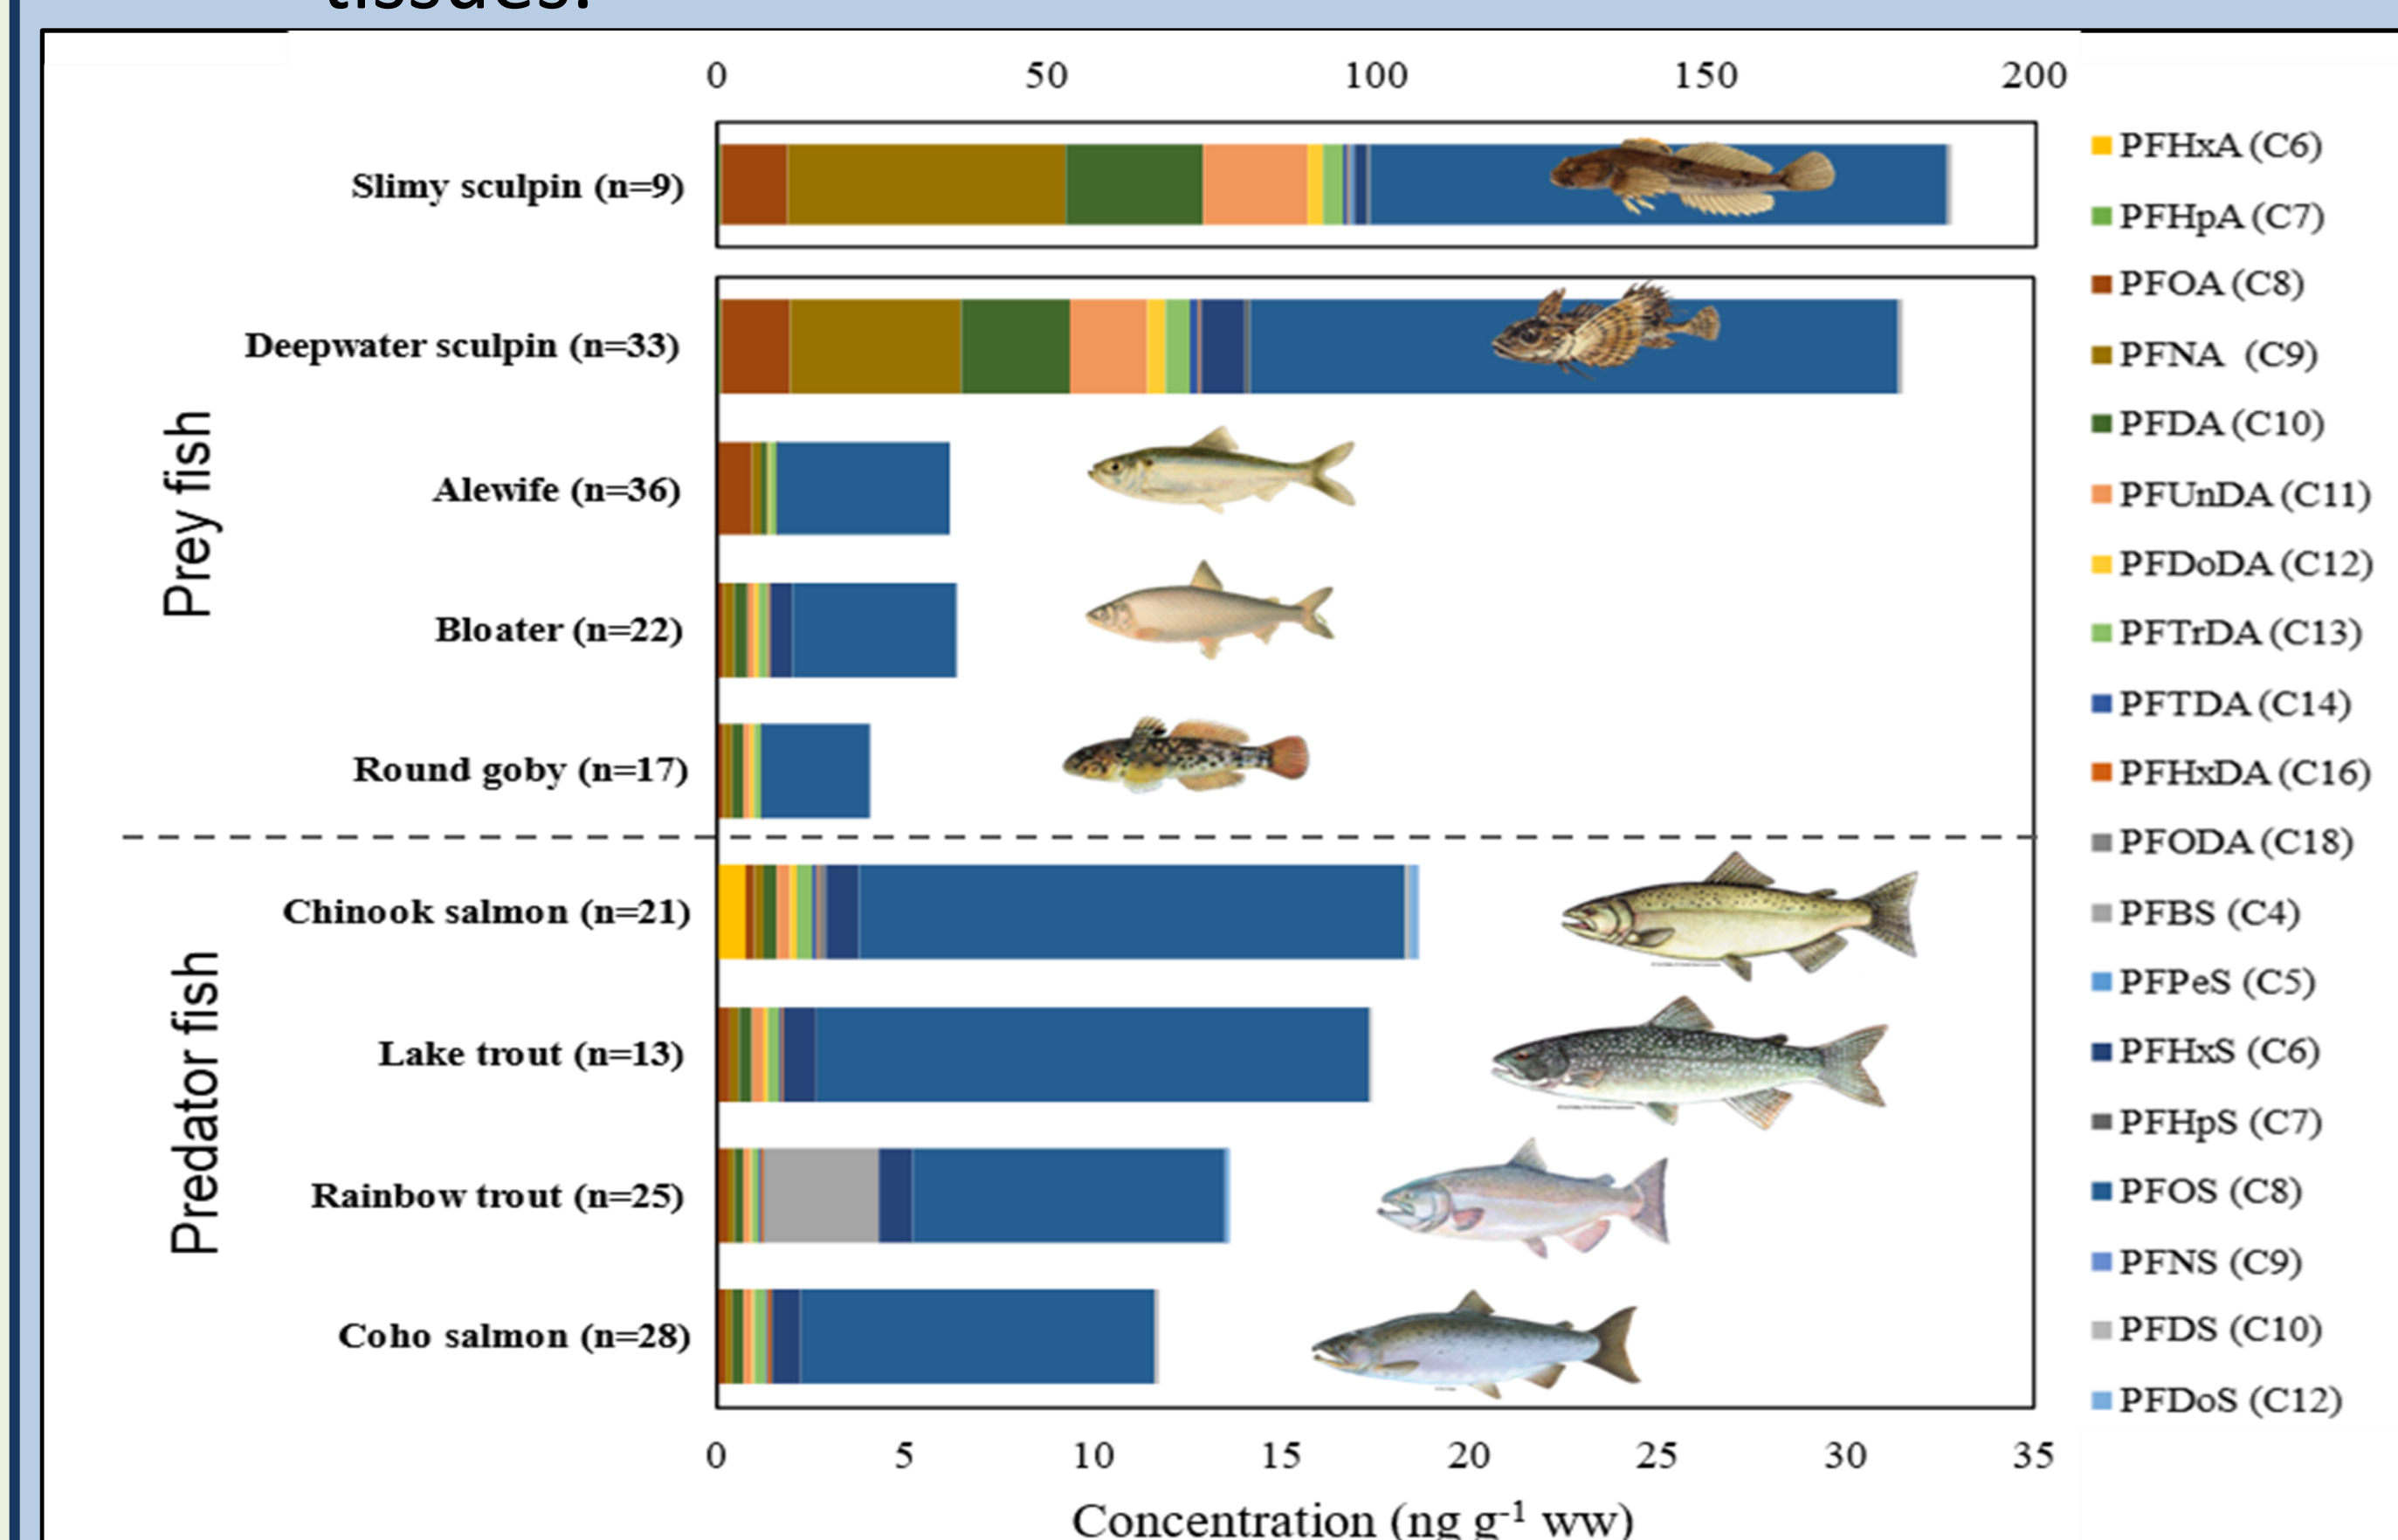 tissues.
0 50 100 150 200
Slimy sculpin (n=9)
Deepwater sculpin (n=33)
Alewife (n=36)
Bloater (n=22)
Round goby (n=17)
Prey fish
Chinook salmon (n=21)
Lake trout (n=13)
Rainbow trout (n=25)
Coho salmon (n=28)
Predator fish
0 5 10 15 20 25 30 35
Concentration (ng g⁻¹ ww)
PFHxA (C6)
PFHpA (C7)
PFOA (C8)
PFNA (C9)
PFDA (C10)
PFUnDA (C11)
PFDoDA (C12)
PFTrDA (C13)
PFTDA (C14)
PFHxDA (C16)
PFODA (C18)
PFBS (C4)
PFPeS (C5)
PFHxS (C6)
PFHpS (C7)
PFOS (C8)
PFNS (C9)
PFDS (C10)
PFDoS (C12)